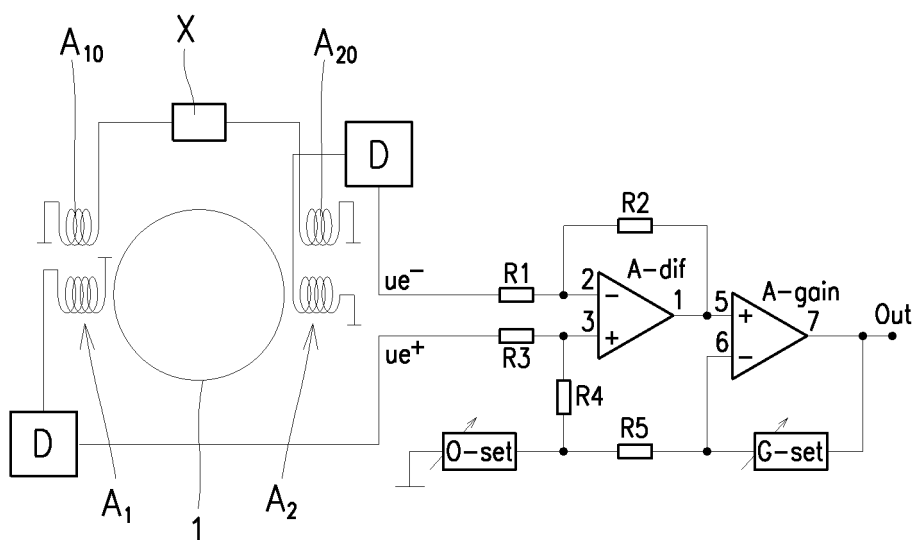 X
A10
A20
D
R2
ue-
R1
2
-
A-dif
1
5
A-gain
+
7
Out
3
+
6
-
ue+
R3
R4
R5
D
O-set
G-set
A1
1
A2